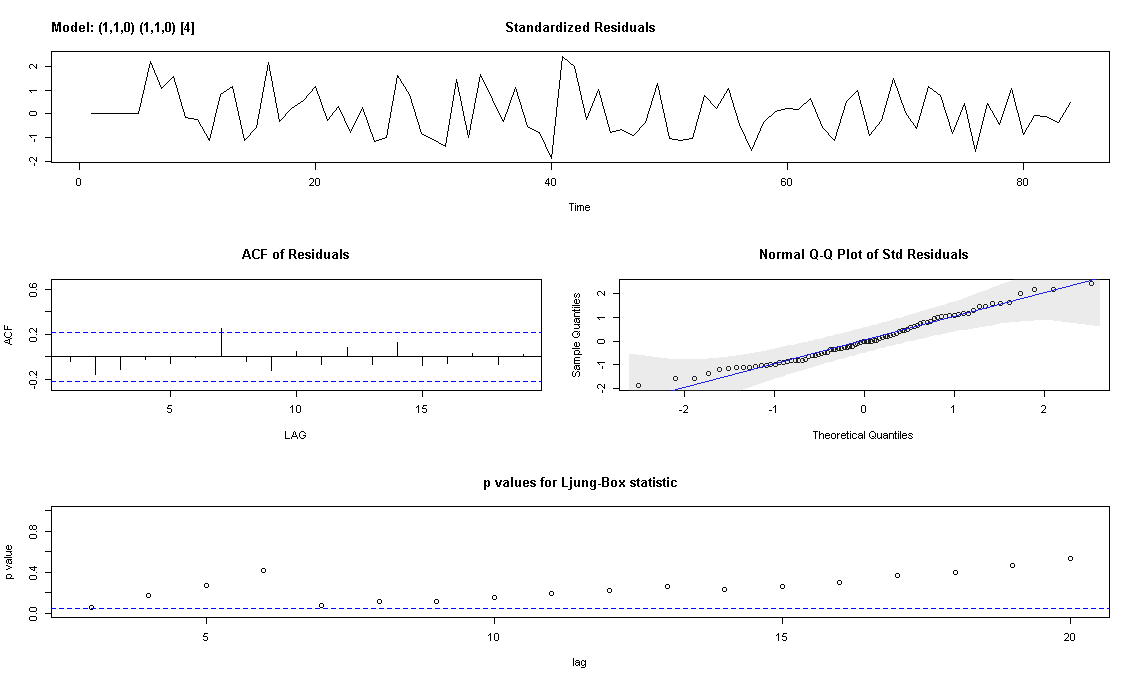 Model: (1,1,0) (1,1,0) [4]
Standardized Residuals
2
1
0
-1
-2
0 20 40 60 80
Time
ACF of Residuals
ACF
0.6
0.2
-0.2
5 10 15
LAG
Normal Q-Q Plot of Std Residuals
Sample Quantiles
2
1
0
-1
-2
-2 -1 0 1 2
Theoretical Quantiles
p values for Ljung-Box statistic
p value
0.8
0.4
0.0
5 10 15 20
lag